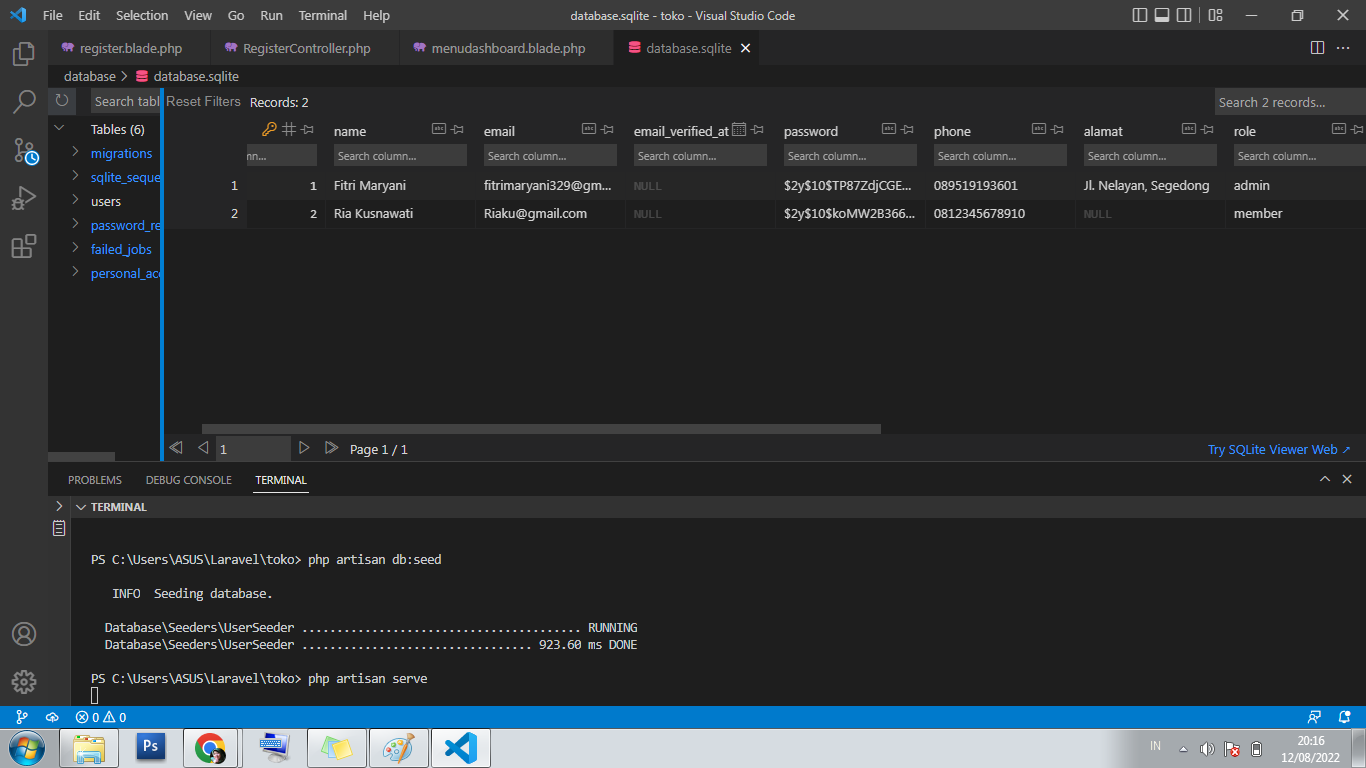 File Edit Selection View Go Run Terminal Help database.sqlite - toko - Visual Studio Code
register.blade.php RegisterController.php menudashboard.blade.php database.sqlite
database > database.sqlite
Search tabl Reset Filters Records: 2 Search 2 records...
Tables (6) name email email_verified_at password phone alamat role
migrations mn... Search column... Search column... Search column... Search column... Search column... Search column... Search column...
sqlite_seque 1 1 Fitri Maryani fitrimaryani329@gm... NULL $2y$10$TP87ZdjCGE... 089519193601 Jl. Nelayan, Segedong admin
users 2 2 Ria Kusnawati Riaku@gmail.com NULL $2y$10$koMW2B366... 0812345678910 NULL member
password_re
failed_jobs
personal_acc
1 Page 1 / 1 Try SQLite Viewer Web ↗
PROBLEMS DEBUG CONSOLE TERMINAL
TERMINAL
PS C:\Users\ASUS\Laravel\toko> php artisan db:seed
INFO Seeding database.
Database\Seeders\UserSeeder ........................................ RUNNING
Database\Seeders\UserSeeder ................................. 923.60 ms DONE
PS C:\Users\ASUS\Laravel\toko> php artisan serve
0 0
Ps IN 20:16
12/08/2022